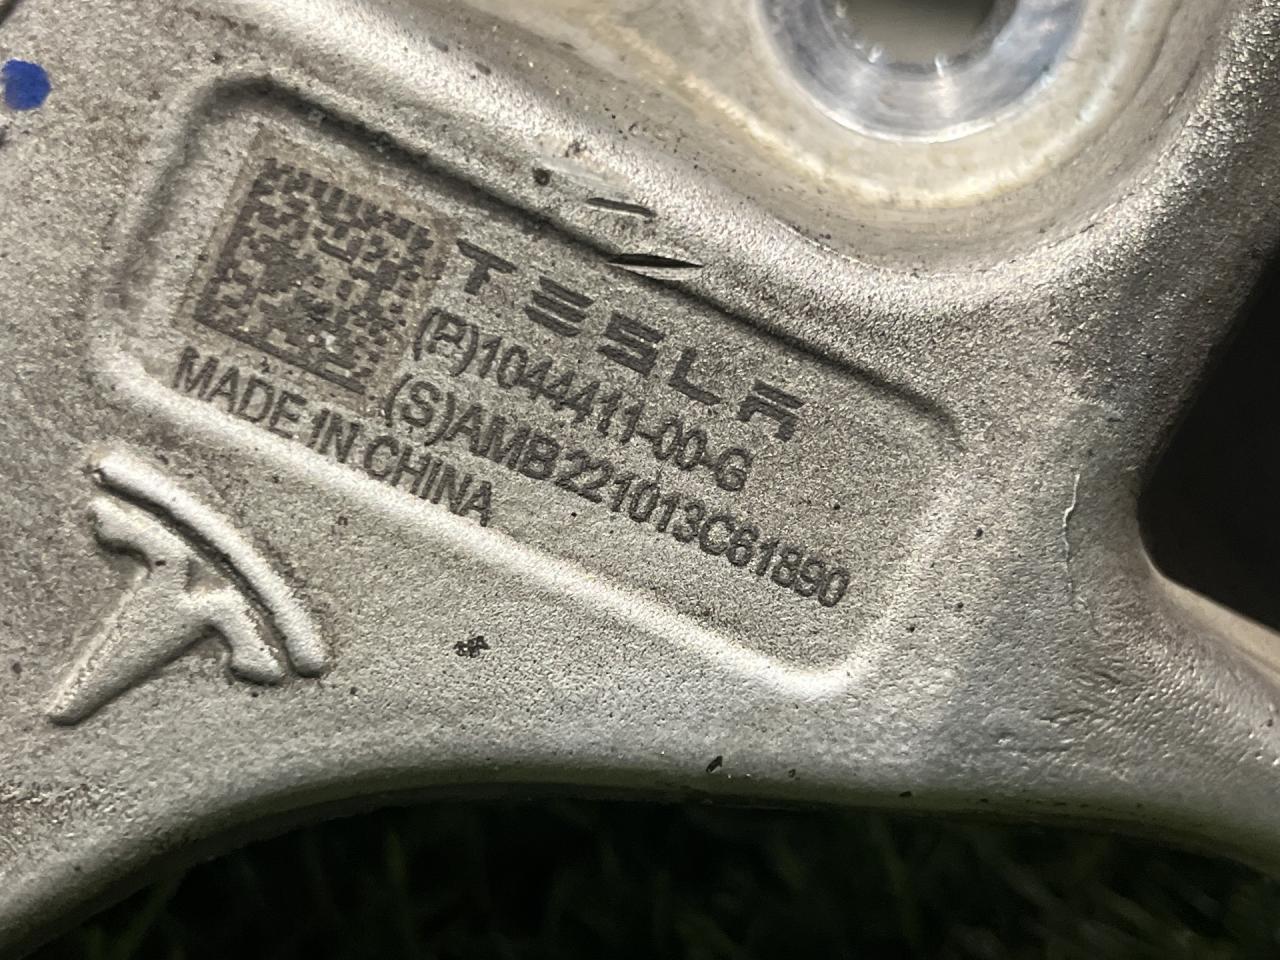 TESLA
(P)1044411-00-G
(S)AMB221013C61890
MADE IN CHINA